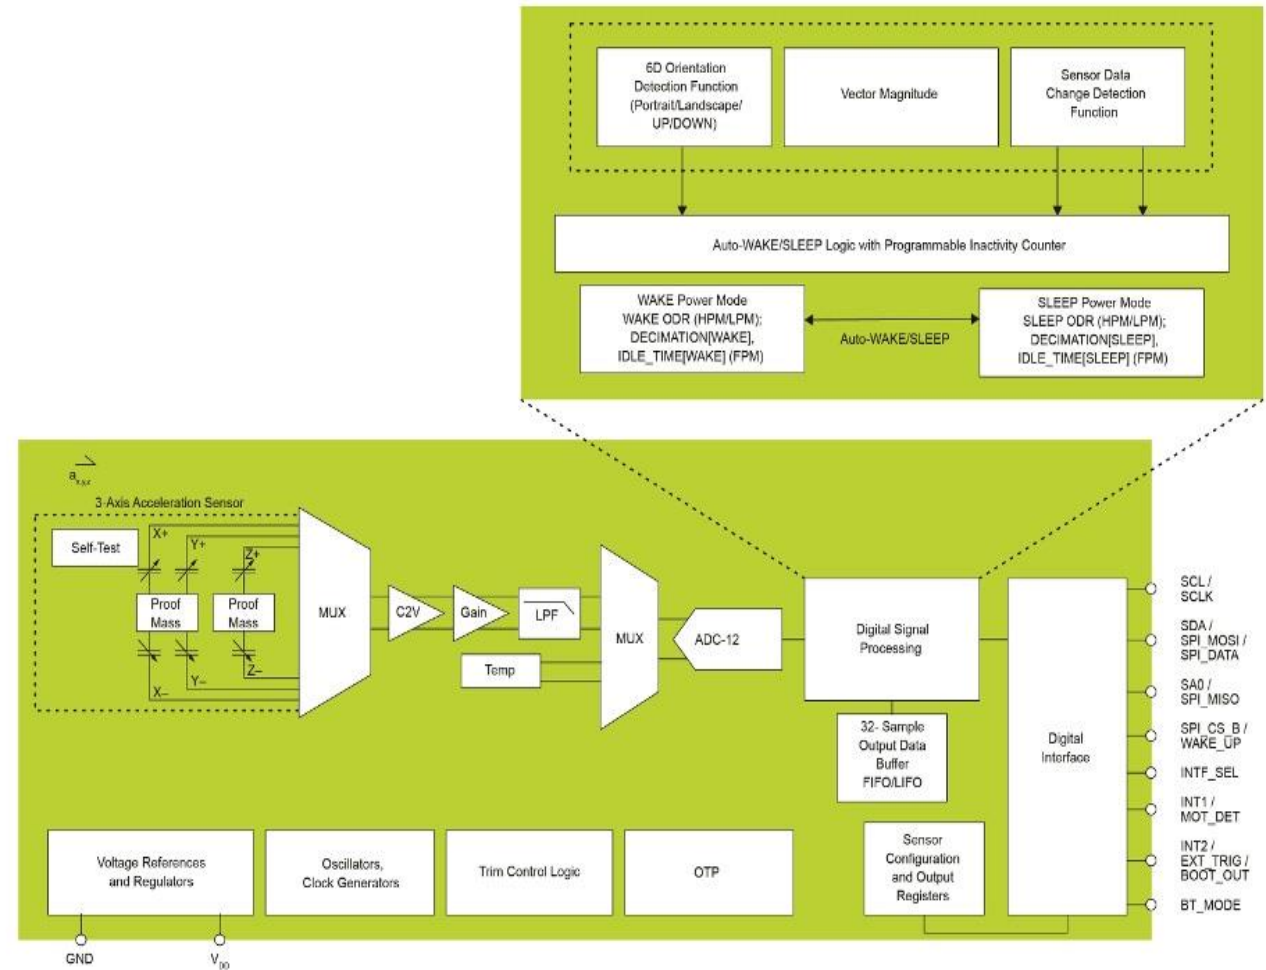 6D Orientation
Detection Function
(Portrait/Landscape/
UP/DOWN)
Vector Magnitude
Sensor Data
Change Detection
Function
Auto-WAKE/SLEEP Logic with Programmable Inactivity Counter
WAKE Power Mode
WAKE ODR (HPM/LPM);
DECIMATION[WAKE],
IDLE_TIME[WAKE] (FPM)
Auto-WAKE/SLEEP
SLEEP Power Mode
SLEEP ODR (HPM/LPM);
DECIMATION[SLEEP],
IDLE_TIME[SLEEP] (FPM)
a x,y,z
3-Axis Acceleration Sensor
Self-Test
X+
Y+
Z+
Proof
Mass
Proof
Mass
X–
Y–
Z–
MUX
C2V
Gain
LPF
Temp
MUX
ADC-12
Digital Signal
Processing
32- Sample
Output Data
Buffer
FIFO/LIFO
Digital
Interface
SCL /
SCLK
SDA /
SPI_MOSI /
SPI_DATA
SA0 /
SPI_MISO
SPI_CS_B /
WAKE_UP
INTF_SEL
INT1 /
MOT_DET
INT2 /
EXT_TRIG /
BOOT_OUT
BT_MODE
Voltage References
and Regulators
Oscillators,
Clock Generators
Trim Control Logic
OTP
Sensor
Configuration
and Output
Registers
GND
VDD